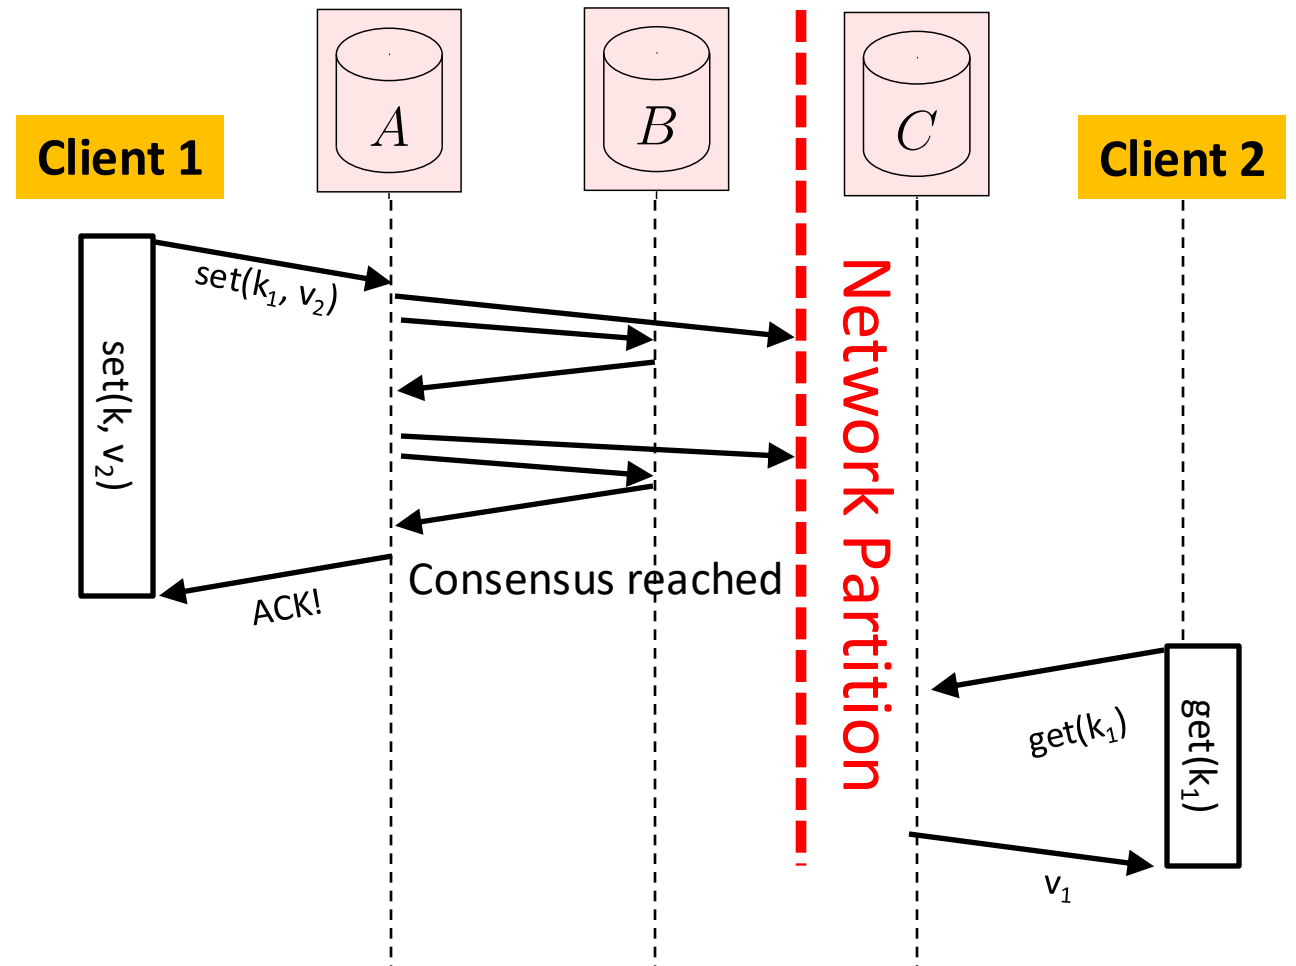 A
B
C
Client 1
Client 2
set(k₁, v₂)
set(k, v₂)
Network Partition
Consensus reached
ACK!
get(k₁)
get(k₁)
v₁